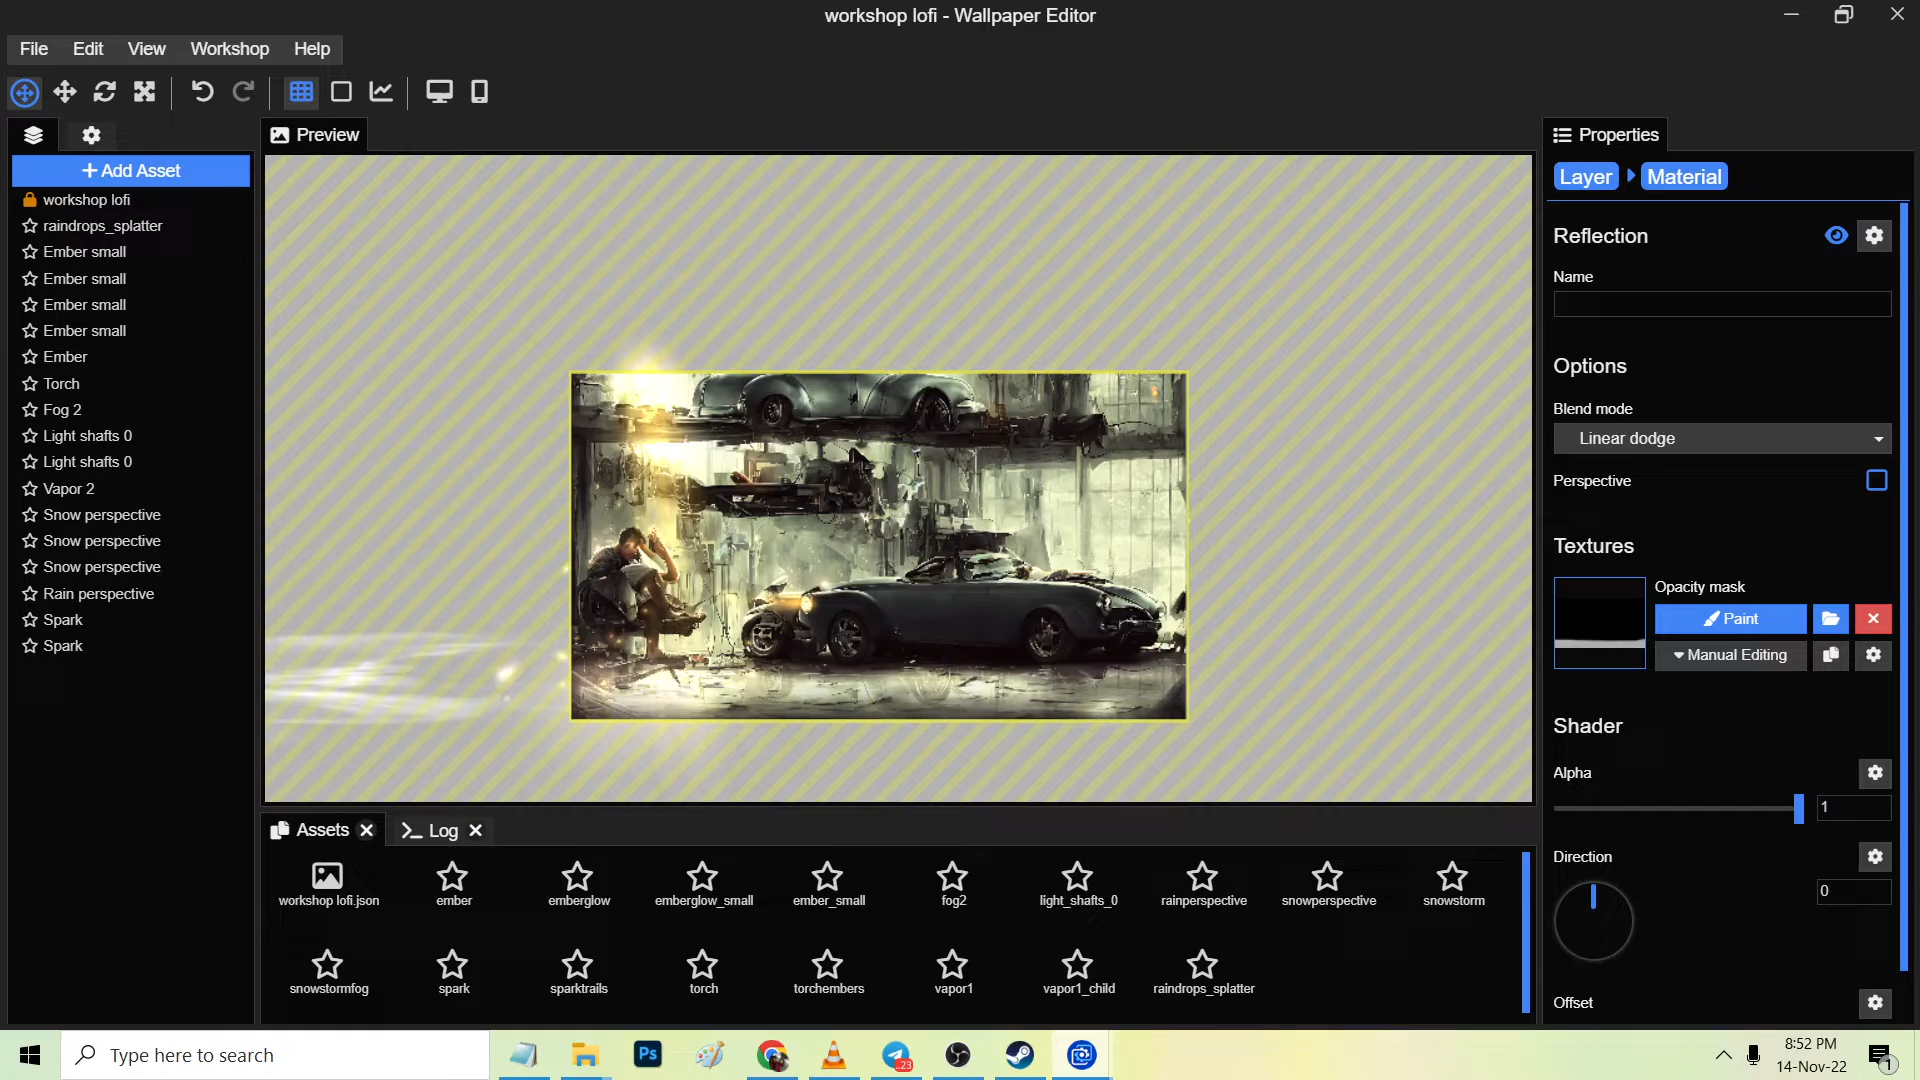 workshop lofi - Wallpaper Editor
File Edit View Workshop Help
Preview
Properties
Add Asset
workshop lofi
raindrops_splatter
Ember small
Ember small
Ember small
Ember small
Ember
Torch
Fog 2
Light shafts 0
Light shafts 0
Vapor 2
Snow perspective
Snow perspective
Snow perspective
Rain perspective
Spark
Spark
Layer Material
Reflection
Name
Options
Blend mode
Linear dodge
Perspective
Textures
Opacity mask
Paint
Manual Editing
Shader
Alpha
1
Direction
0
Offset
Assets Log
workshop lofi.json ember emberglow emberglow_small ember_small fog2 light_shafts_0 rainperspective snowperspective snowstorm
snowstormfog spark sparktrails torch torchembers vapor1 vapor1_child raindrops_splatter
Type here to search
Ps
..23
8:52 PM
14-Nov-22
1